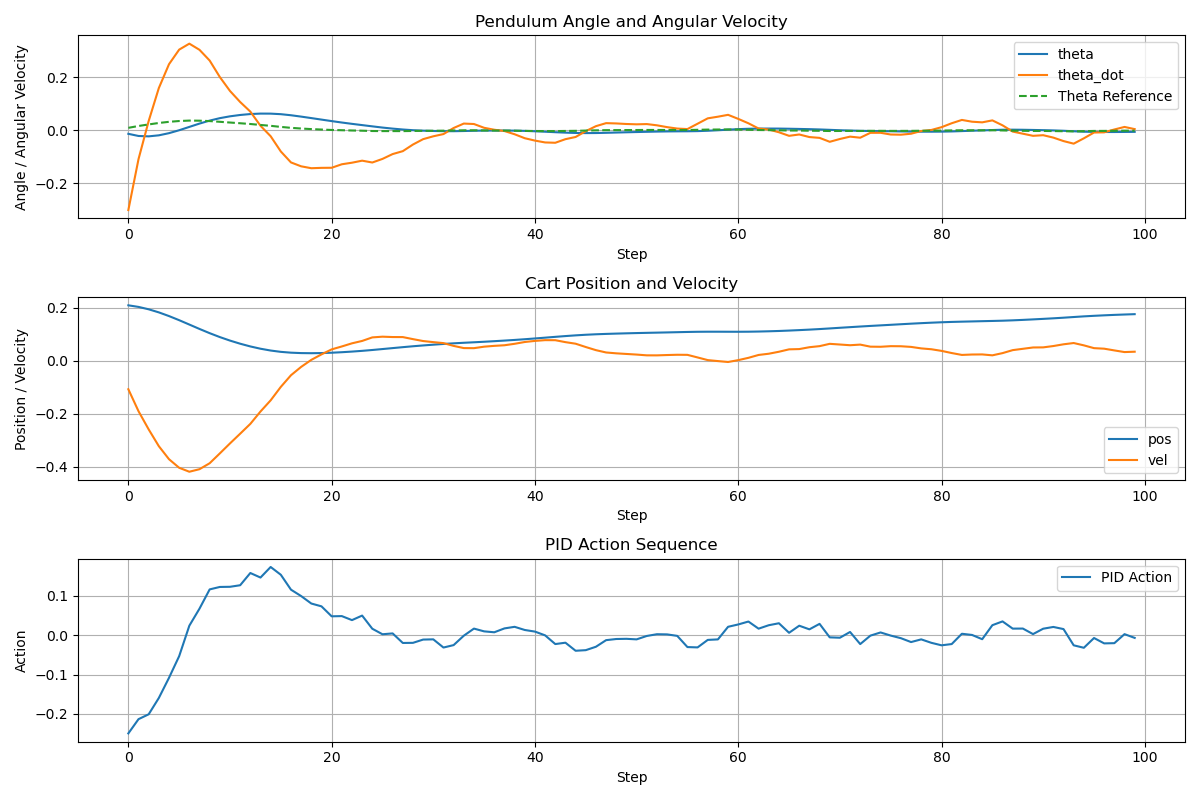 Pendulum Angle and Angular Velocity
Angle / Angular Velocity
0.2
0.0
−0.2
theta
theta_dot
Theta Reference
0
20
40
60
80
100
Step
Cart Position and Velocity
Position / Velocity
0.2
0.0
−0.2
−0.4
pos
vel
0
20
40
60
80
100
Step
PID Action Sequence
Action
0.1
0.0
−0.1
−0.2
PID Action
0
20
40
60
80
100
Step